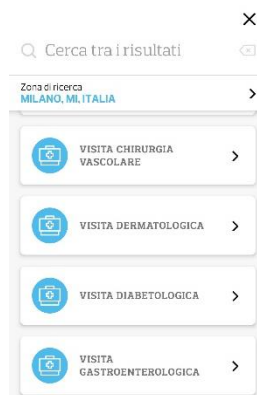 Cerca tra i risultati
Zona di ricerca
MILANO, MI, ITALIA
VISITA CHIRURGIA
VASCOLARE
VISITA DERMATOLOGICA
VISITA DIABETOLOGICA
VISITA
GASTROENTEROLOGICA